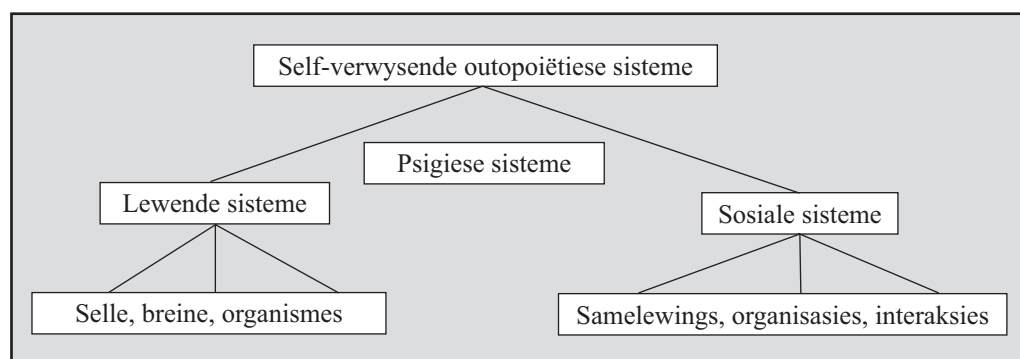 Self-verwysende outopoiëtiese sisteme
Psigiese sisteme
Lewende sisteme
Sosiale sisteme
Selle, breine, organismes
Samelewings, organisasies, interaksies